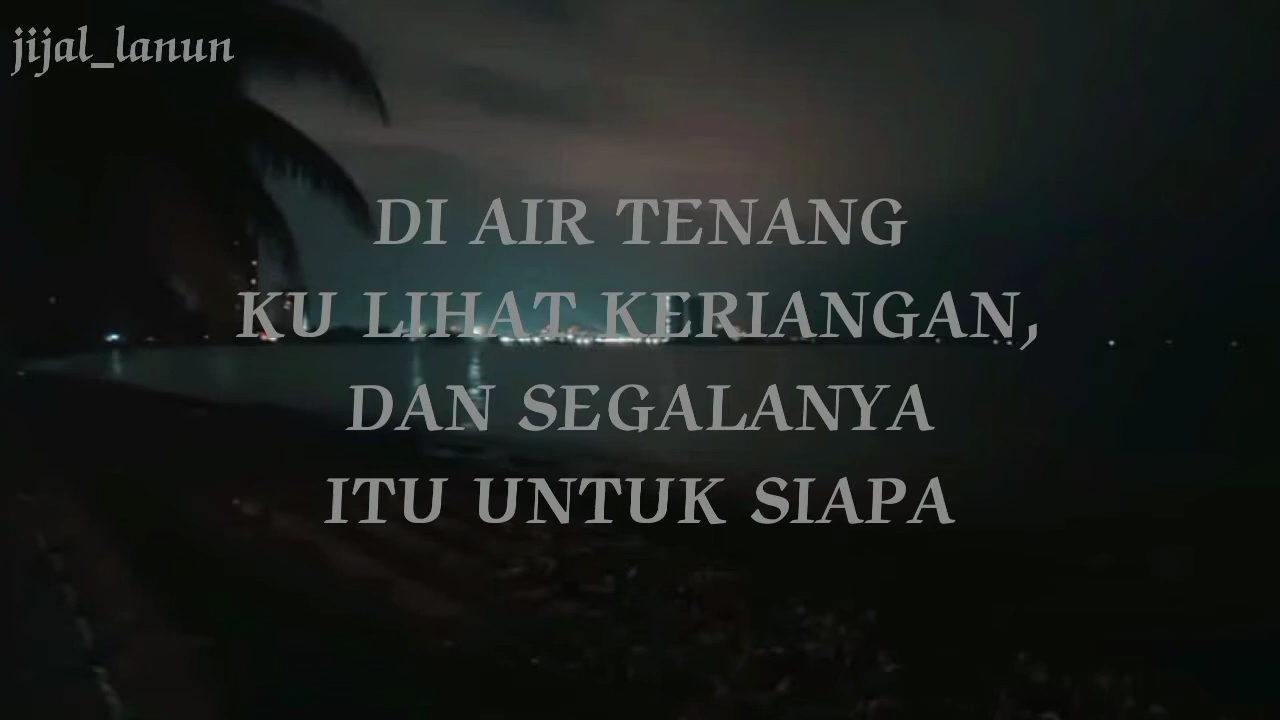 jijal_lanun
DI AIR TENANG
KU LIHAT KERIANGAN,
DAN SEGALANYA
ITU UNTUK SIAPA